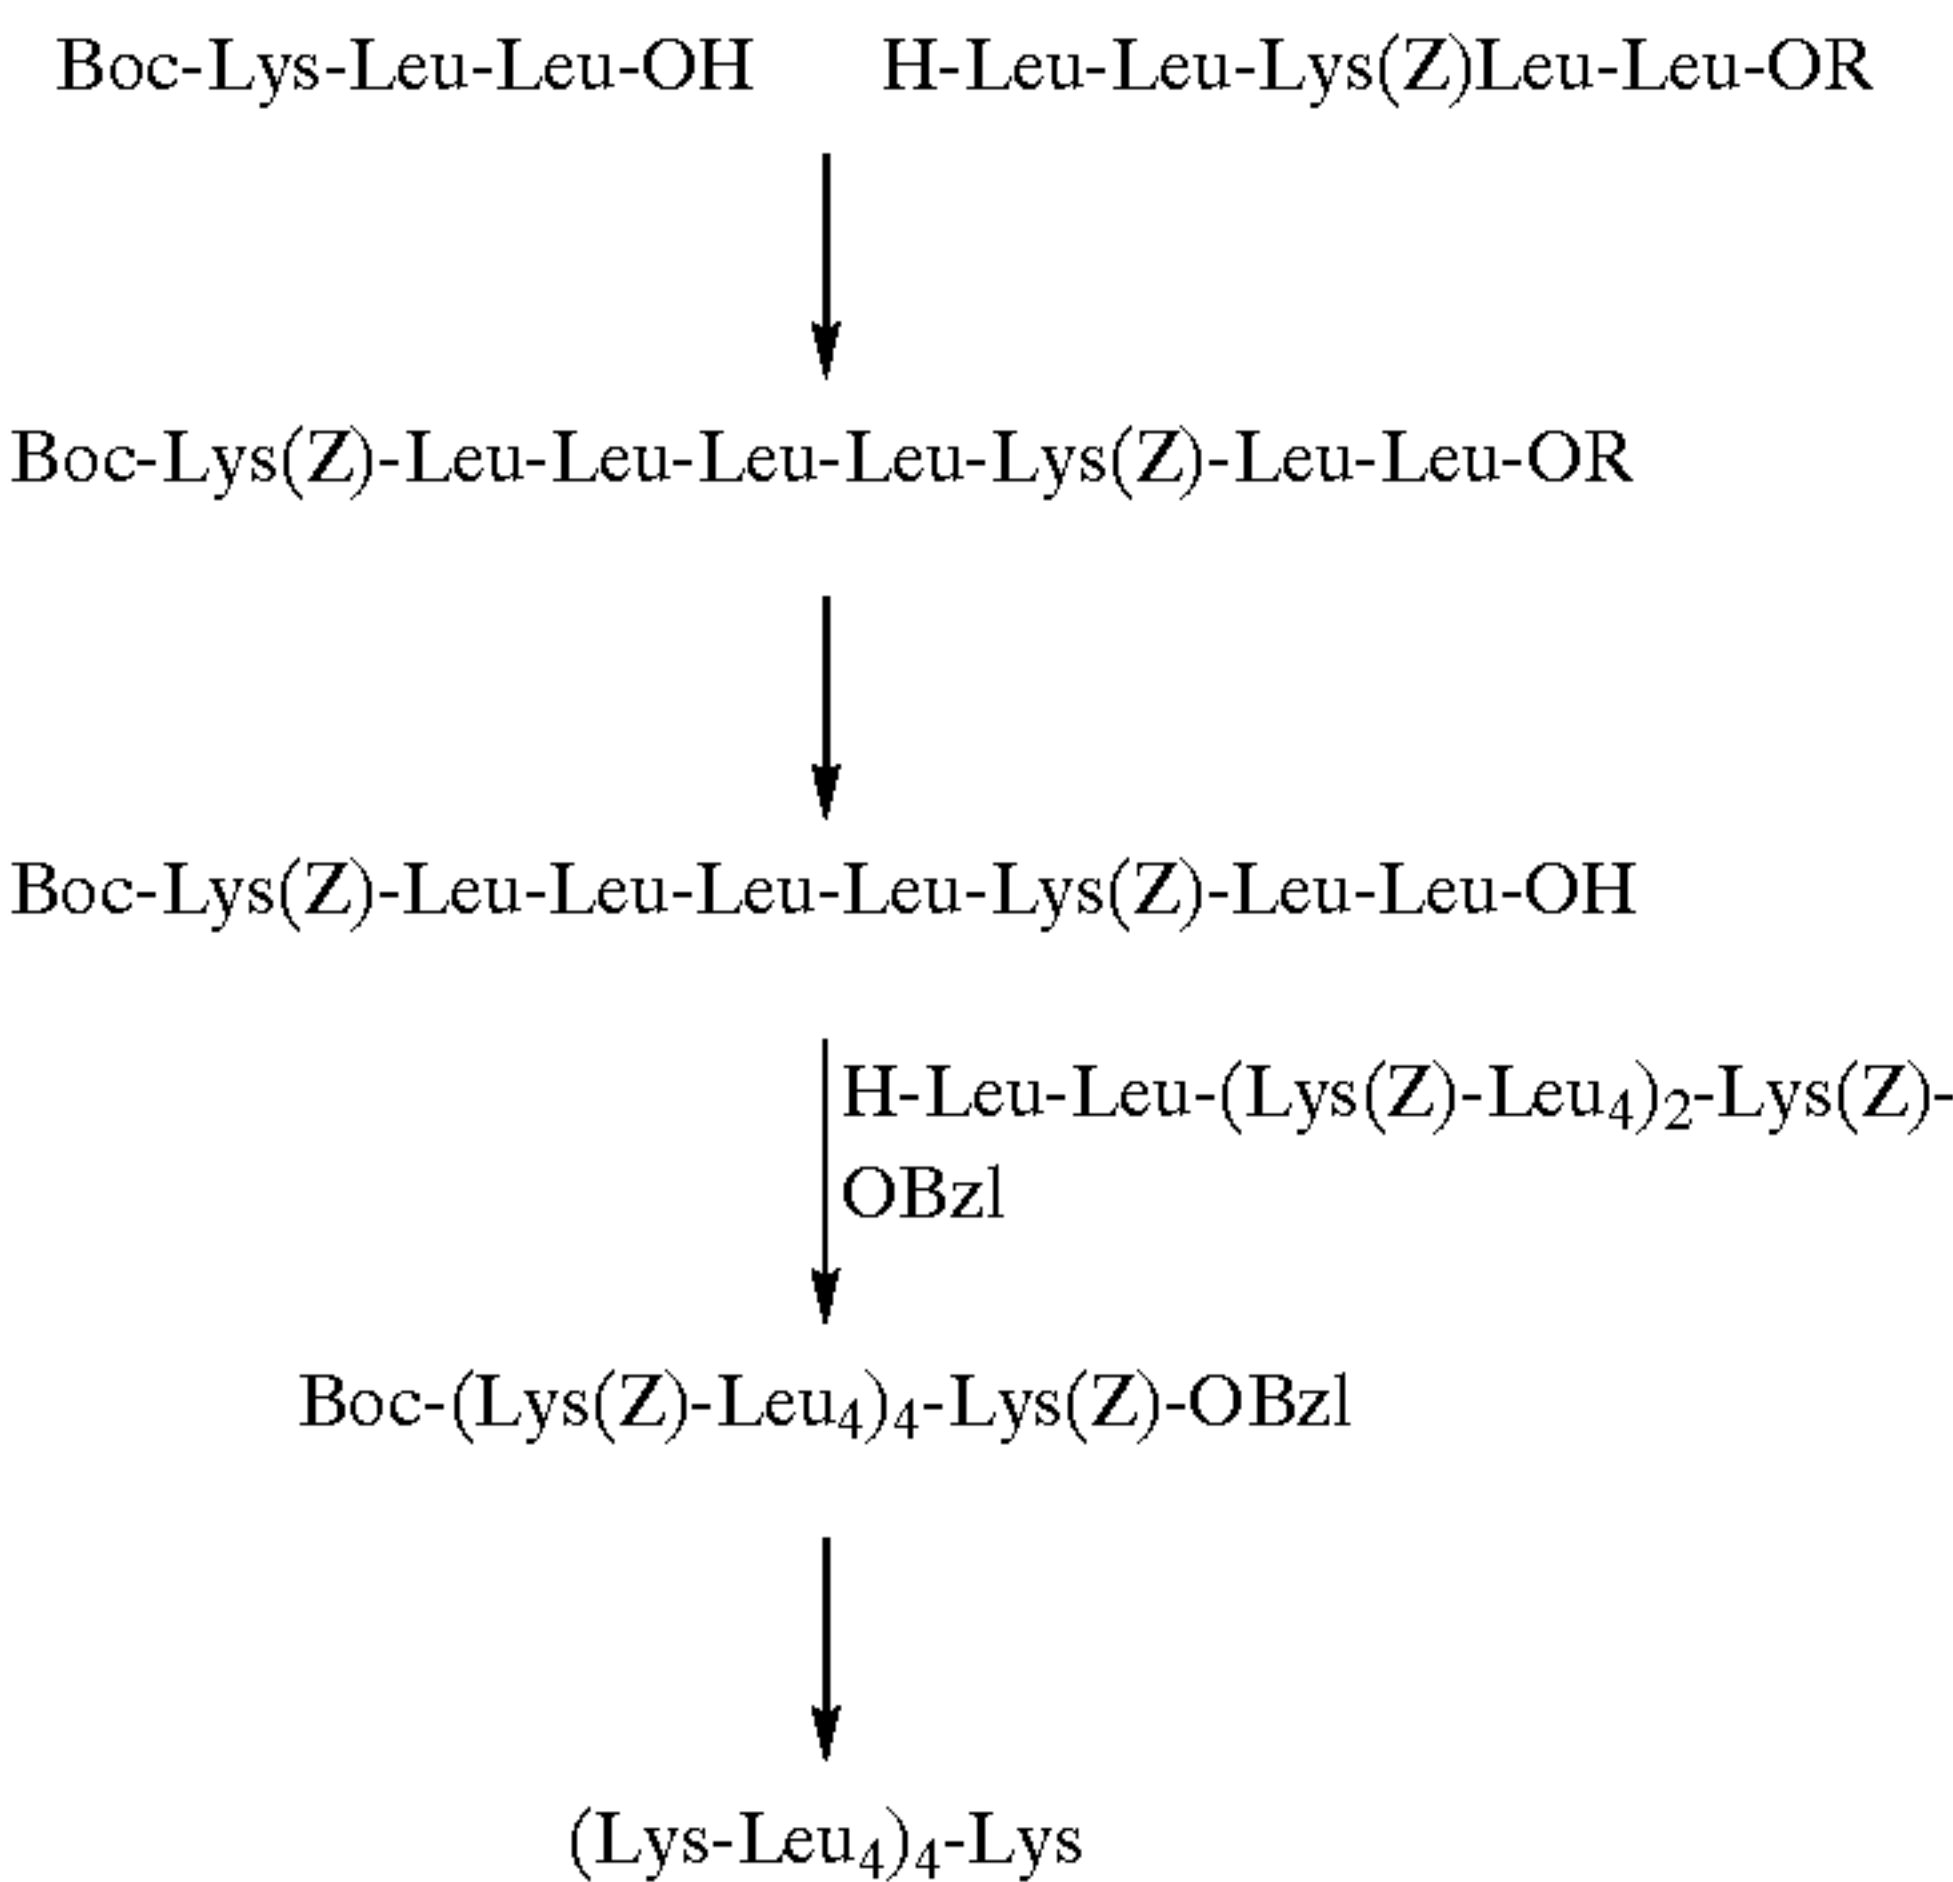 Boc-Lys-Leu-Leu-OH H-Leu-Leu-Lys(Z)Leu-Leu-OR
Boc-Lys(Z)-Leu-Leu-Leu-Leu-Lys(Z)-Leu-Leu-OR
Boc-Lys(Z)-Leu-Leu-Leu-Leu-Lys(Z)-Leu-Leu-OH
H-Leu-Leu-(Lys(Z)-Leu₄)₂-Lys(Z)-
OBzl
Boc-(Lys(Z)-Leu₄)₄-Lys(Z)-OBzl
(Lys-Leu₄)₄-Lys